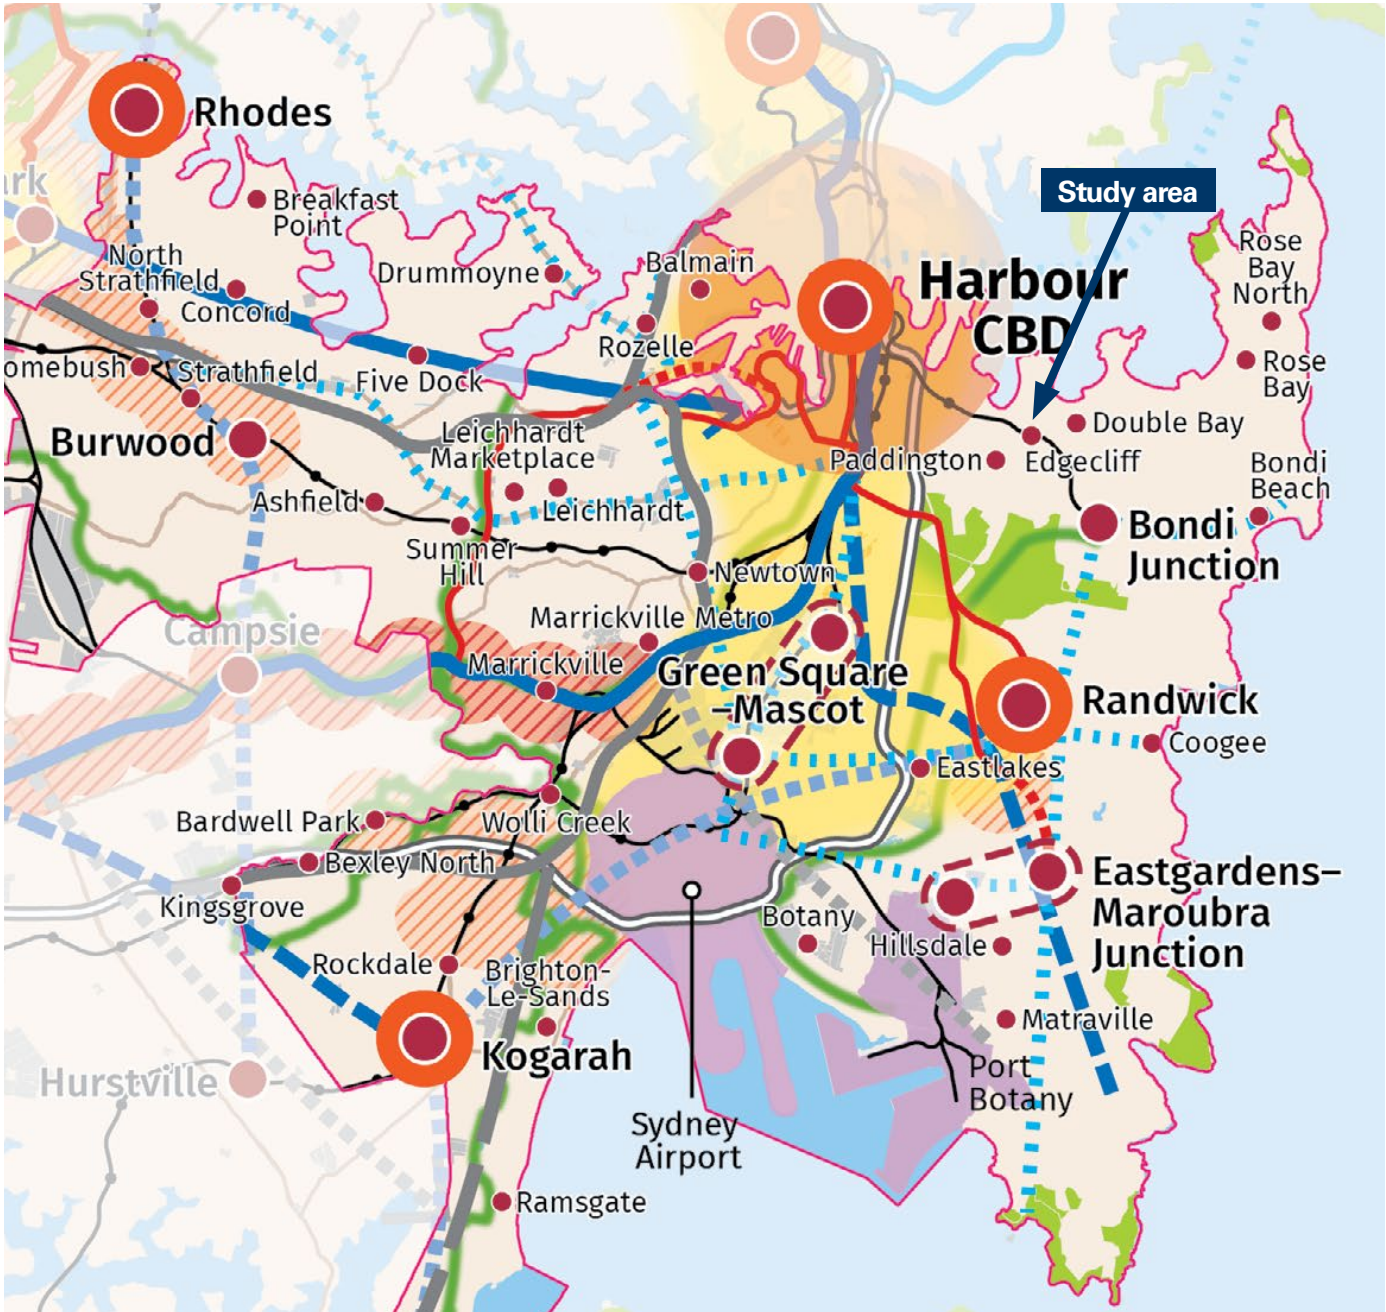 Rhodes
Study area
ark
Breakfast
Point
North
Strathfield
Concord
Drummoyne
Balmain
Harbour
CBD
Rose
Bay
North
Rozelle
omebush
Strathfield
Five Dock
Rose
Bay
Burwood
Leichhardt
Marketplace
Double Bay
Paddington
Edgecliff
Bondi
Beach
Ashfield
Leichhardt
Bondi
Junction
Summer
Hill
Newtown
Campsie
Marrickville Metro
Marrickville
Green Square
–Mascot
Randwick
Coogee
Eastlakes
Bardwell Park
Wolli Creek
Bexley North
Kingsgrove
Eastgardens–
Maroubra
Junction
Botany
Hillsdale
Rockdale
Brighton-
Le-Sands
Matraville
Kogarah
Hurstville
Port
Botany
Sydney
Airport
Ramsgate